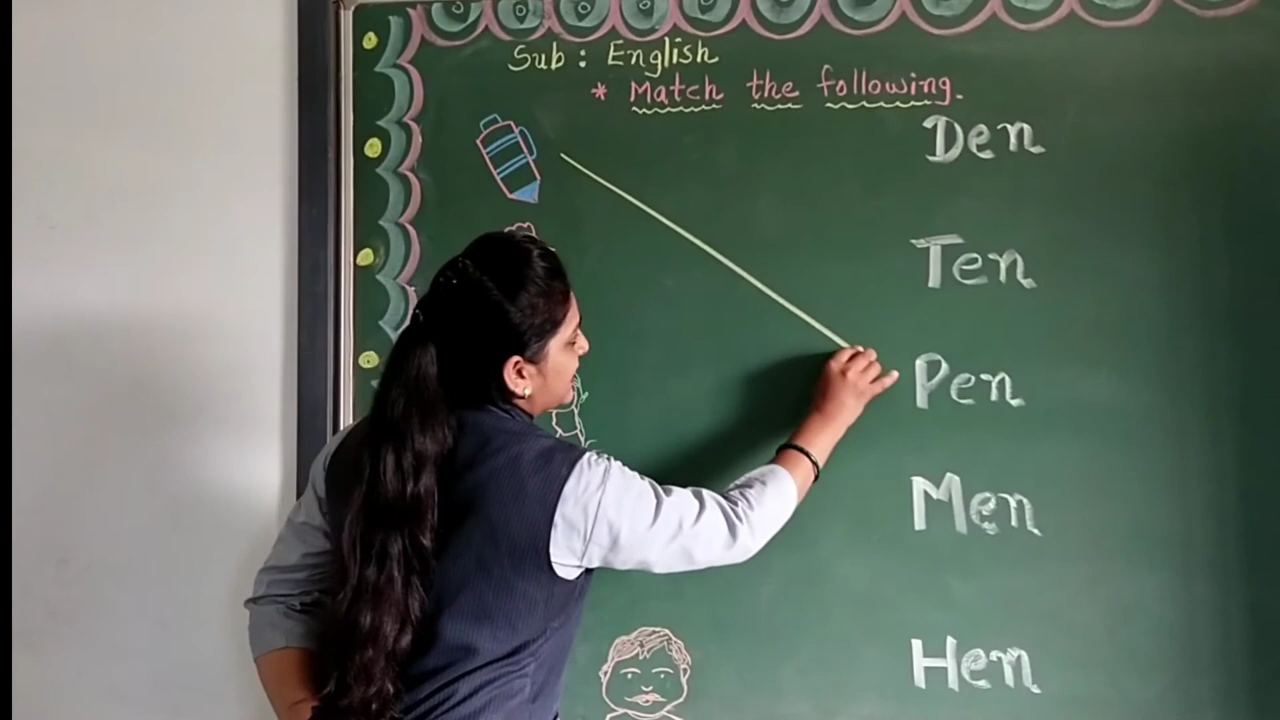 Sub : English
* Match the following.
Den
Ten
Pen
Men
Hen